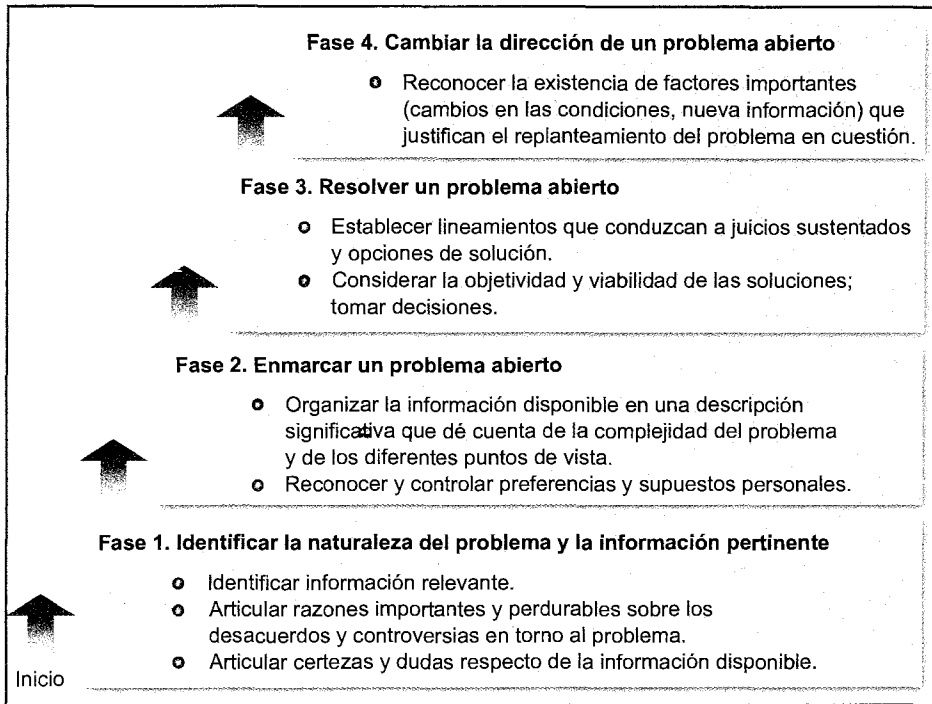 Fase 4. Cambiar la dirección de un problema abierto
Reconocer la existencia de factores importantes
(cambios en las condiciones, nueva información) que
justifican el replanteamiento del problema en cuestión.
Fase 3. Resolver un problema abierto
Establecer lineamientos que conduzcan a juicios sustentados
y opciones de solución.
Considerar la objetividad y viabilidad de las soluciones;
tomar decisiones.
Fase 2. Enmarcar un problema abierto
Organizar la información disponible en una descripción
significativa que dé cuenta de la complejidad del problema
y de los diferentes puntos de vista.
Reconocer y controlar preferencias y supuestos personales.
Fase 1. Identificar la naturaleza del problema y la información pertinente
Identificar información relevante.
Articular razones importantes y perdurables sobre los
desacuerdos y controversias en torno al problema.
Articular certezas y dudas respecto de la información disponible.
Inicio